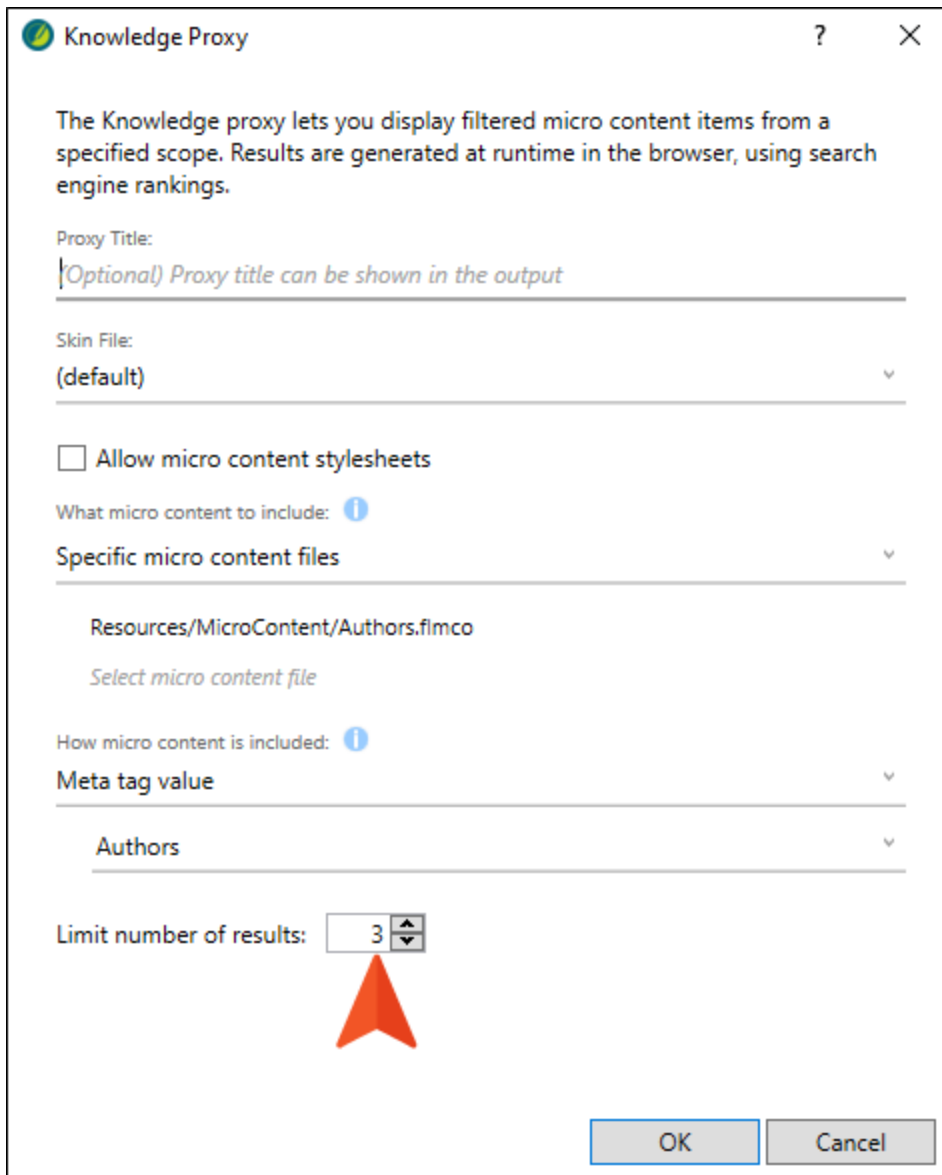 Knowledge Proxy
?
The Knowledge proxy lets you display filtered micro content items from a
specified scope. Results are generated at runtime in the browser, using search
engine rankings.
Proxy Title:
(Optional) Proxy title can be shown in the output
Skin File:
(default)
Allow micro content stylesheets
What micro content to include:
Specific micro content files
Resources/MicroContent/Authors.flmco
Select micro content file
How micro content is included:
Meta tag value
Authors
Limit number of results: 3
OK Cancel